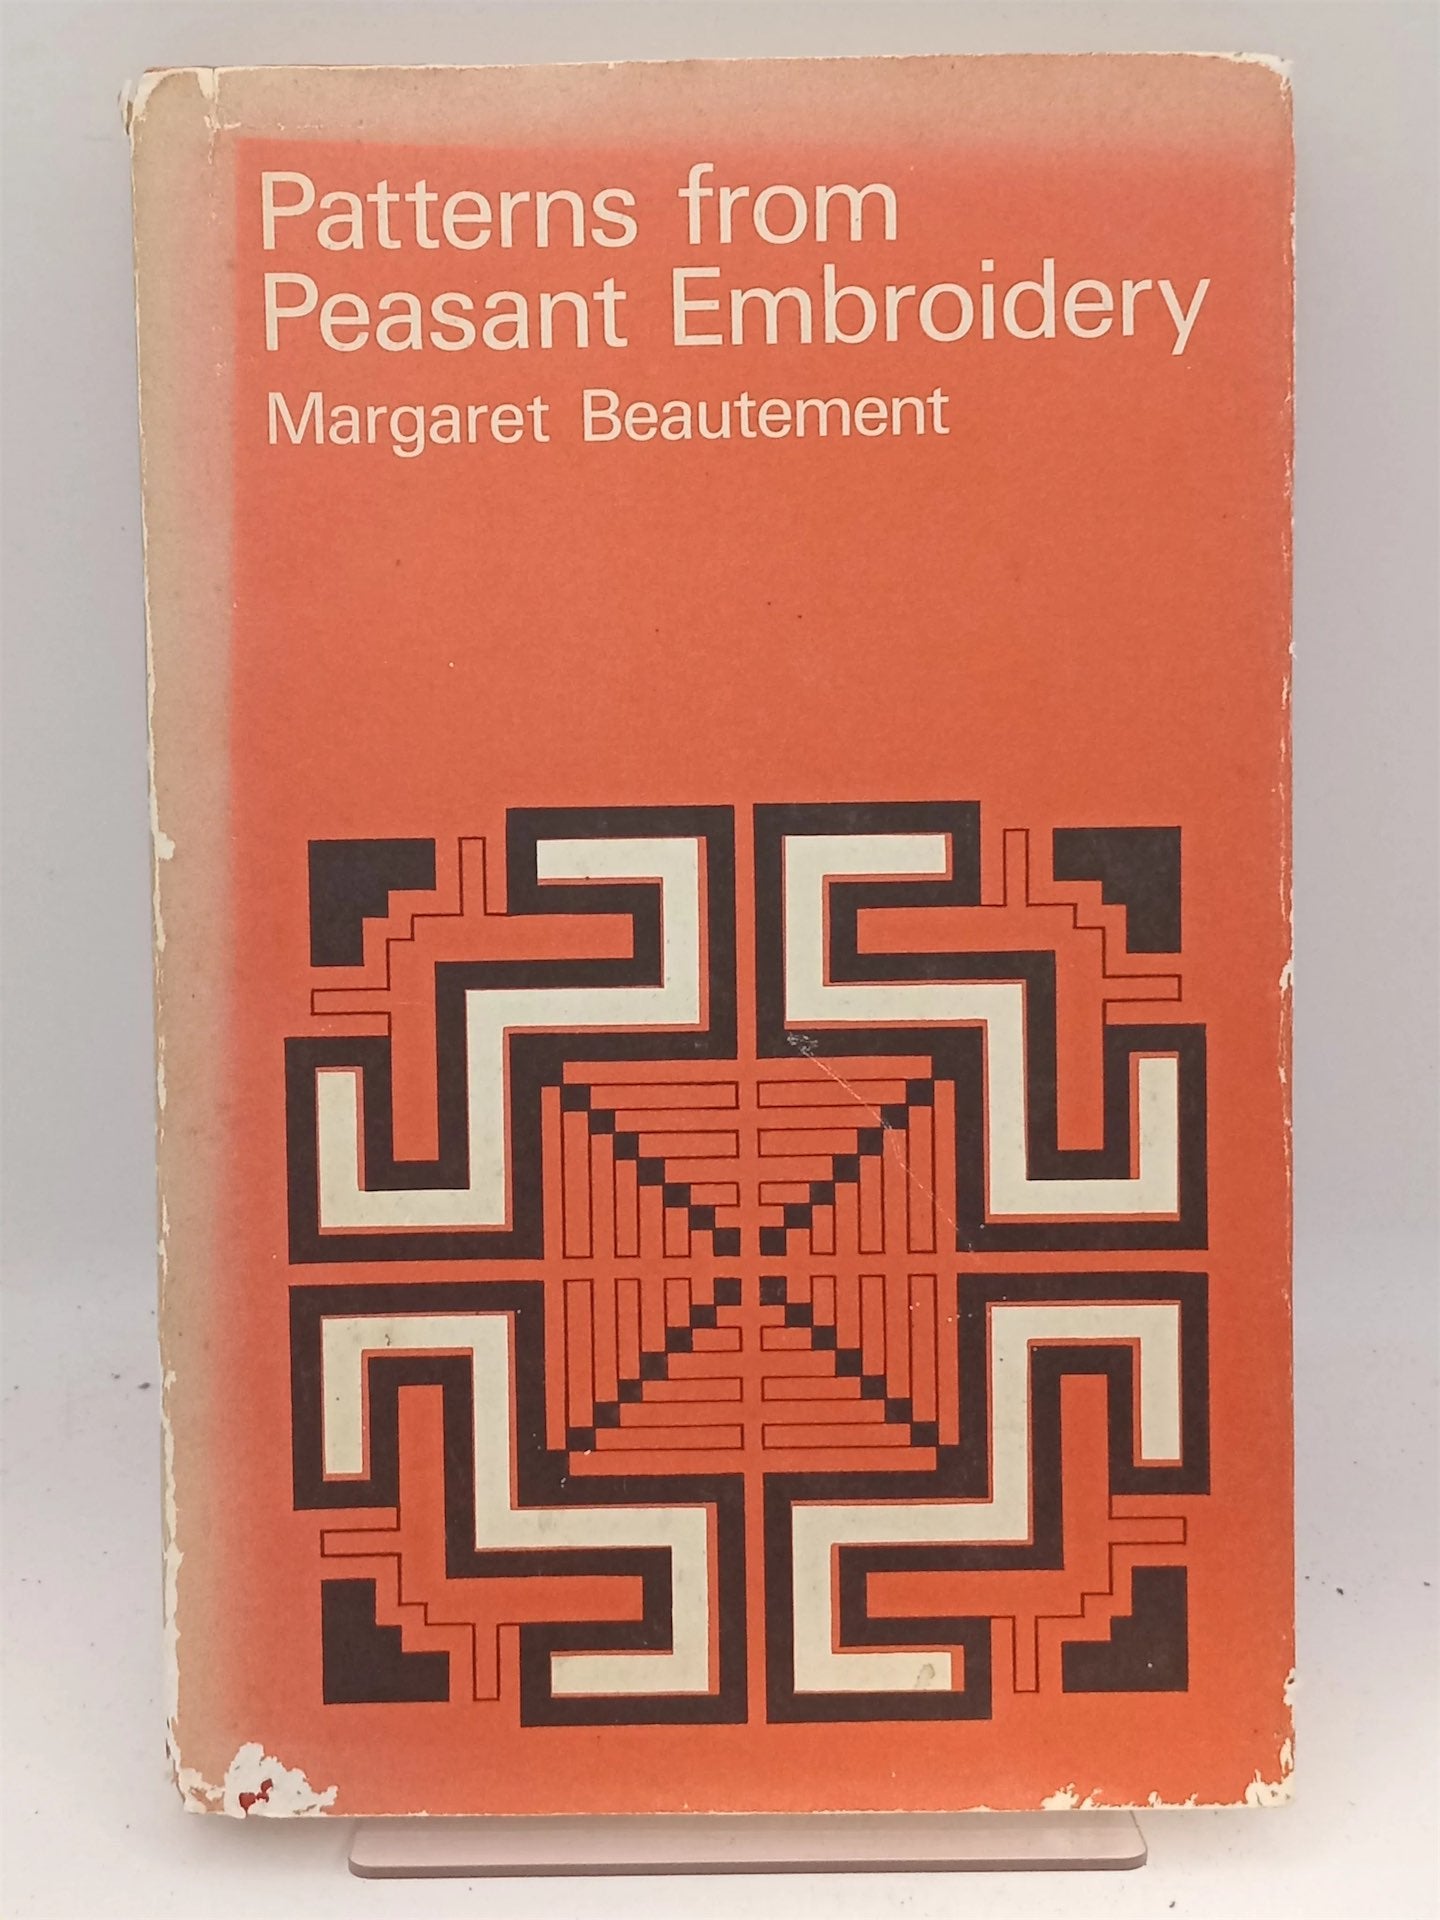 Patterns from
Peasant Embroidery
Margaret Beautement